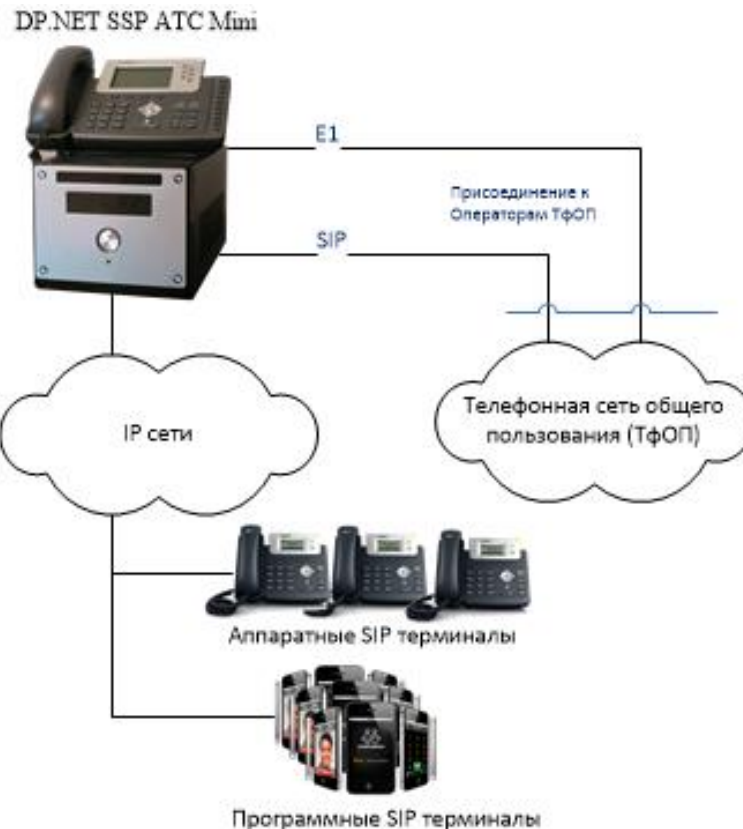 DP.NET SSP ATC Mini
E1
Присоединение к
Операторам ТфОП
SIP
IP сети
Телефонная сеть общего
пользования (ТфОП)
Аппаратные SIP терминалы
Программные SIP терминалы